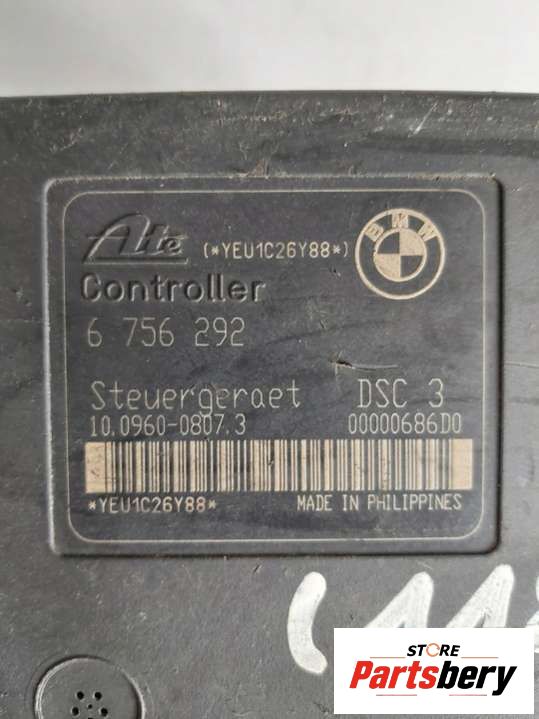 Ate (*YEU1C26Y88*) BMW
Controller
6 756 292
Steuergeraet DSC 3
10.0960-0807.3 00000686D0
*YEU1C26Y88* MADE IN PHILIPPINES
STORE
Partsbery